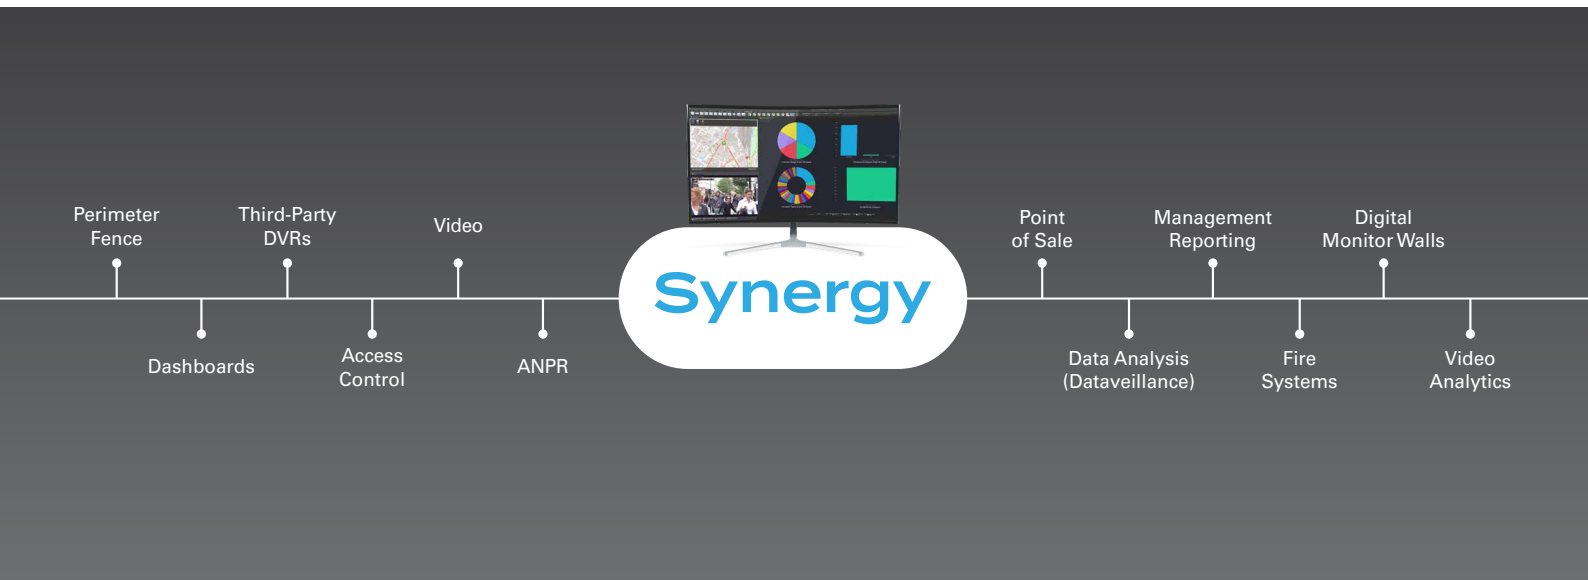 Perimeter
Fence
Third-Party
DVRs
Video
Dashboards
Access
Control
ANPR
Synergy
Point
of Sale
Management
Reporting
Digital
Monitor Walls
Data Analysis
(Dataveillance)
Fire
Systems
Video
Analytics